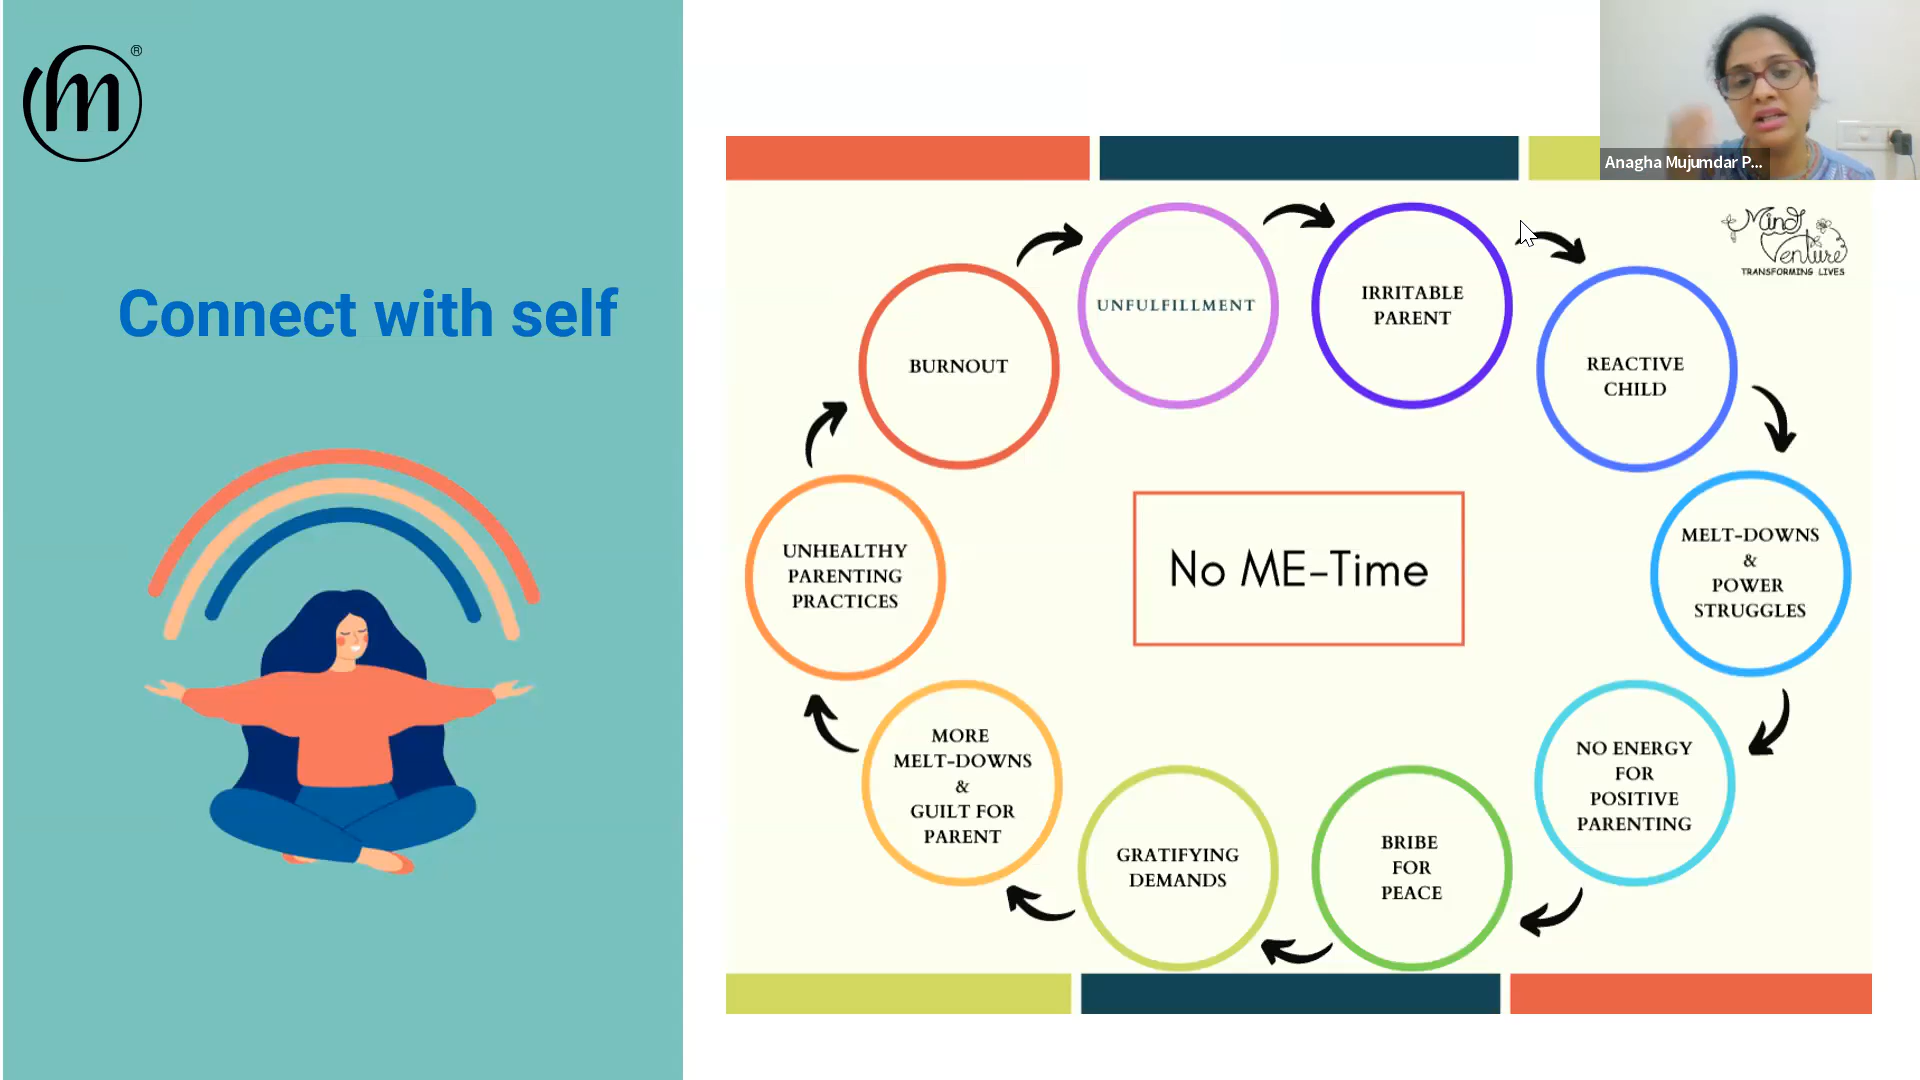 m
®
Connect with self
Anagha Mujumdar P...
Mind
Venture
TRANSFORMING LIVES
No ME-Time
UNFULFILLMENT
IRRITABLE
PARENT
REACTIVE
CHILD
MELT-DOWNS
&
POWER
STRUGGLES
NO ENERGY
FOR
POSITIVE
PARENTING
BRIBE
FOR
PEACE
GRATIFYING
DEMANDS
MORE
MELT-DOWNS
&
GUILT FOR
PARENT
UNHEALTHY
PARENTING
PRACTICES
BURNOUT